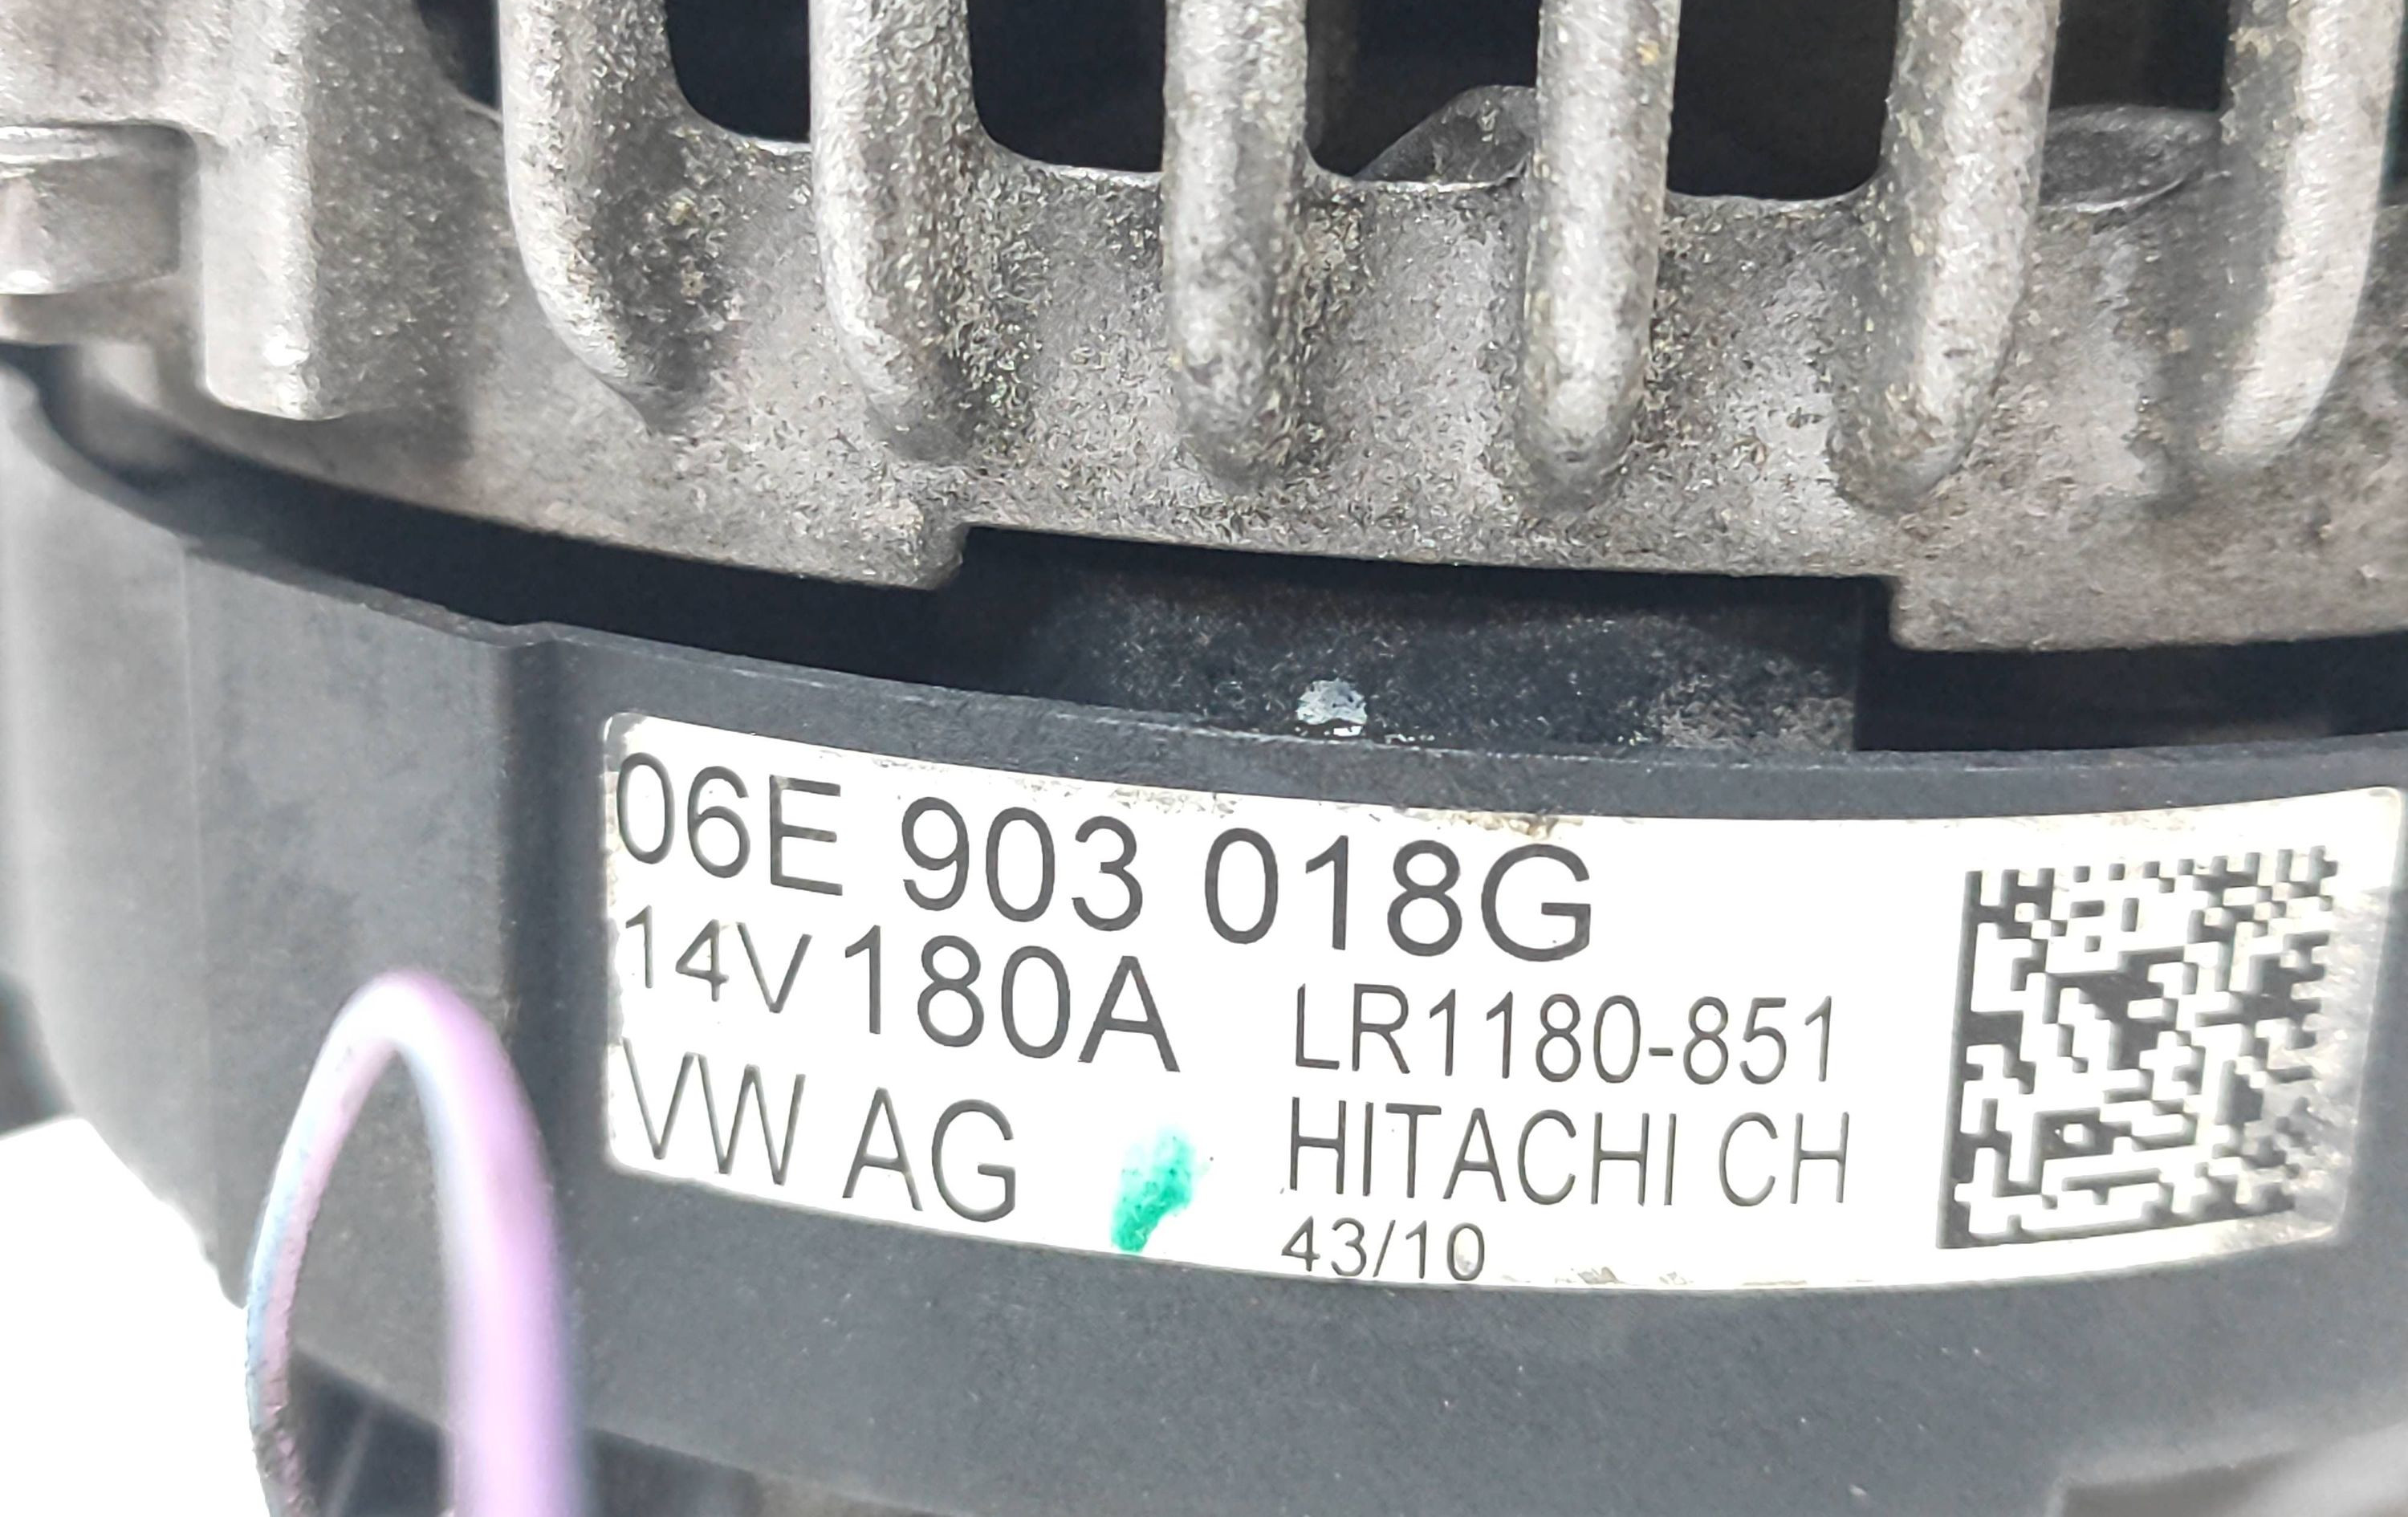 06E 903 018G
14V 180A LR1180-851
VW AG HITACHI CH
43/10